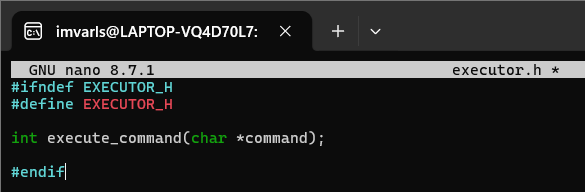 imvarls@LAPTOP-VQ4D70L7:
GNU nano 8.7.1 executor.h *
#ifndef EXECUTOR_H
#define EXECUTOR_H
int execute_command(char *command);
#endif